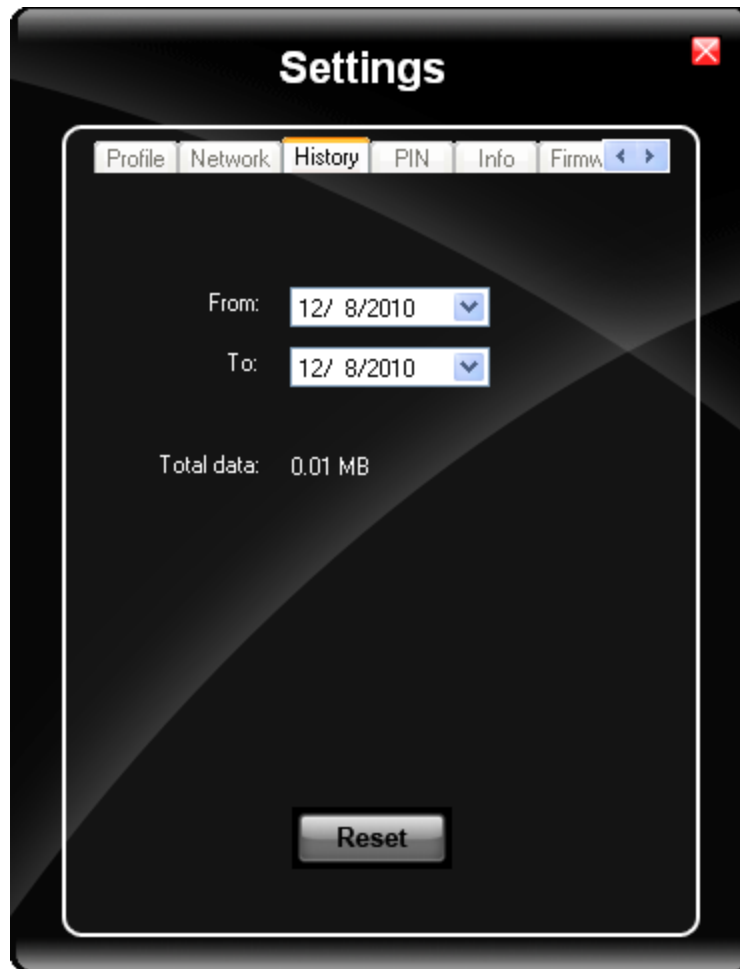 Settings
Profile Network History PIN Info Firmw
From: 12/ 8/2010
To: 12/ 8/2010
Total data: 0.01 MB
Reset